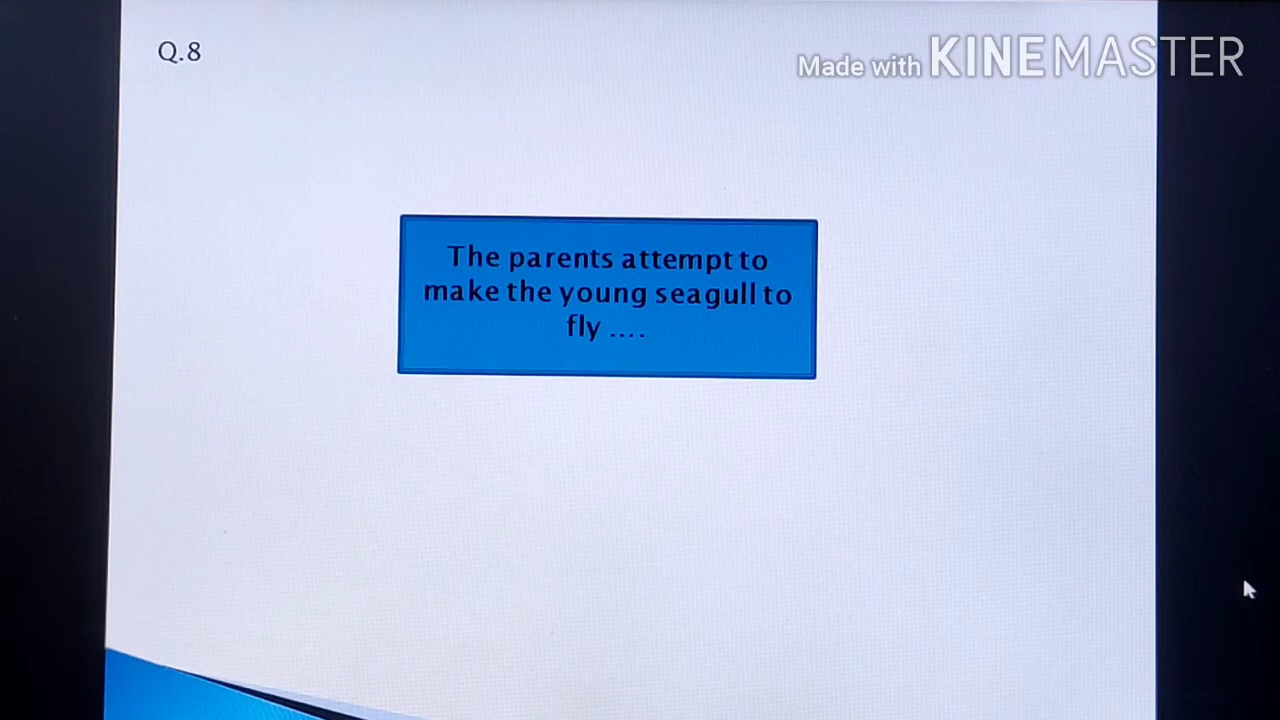 Q.8
Made with KINEMASTER
The parents attempt to
make the young seagull to
fly ....